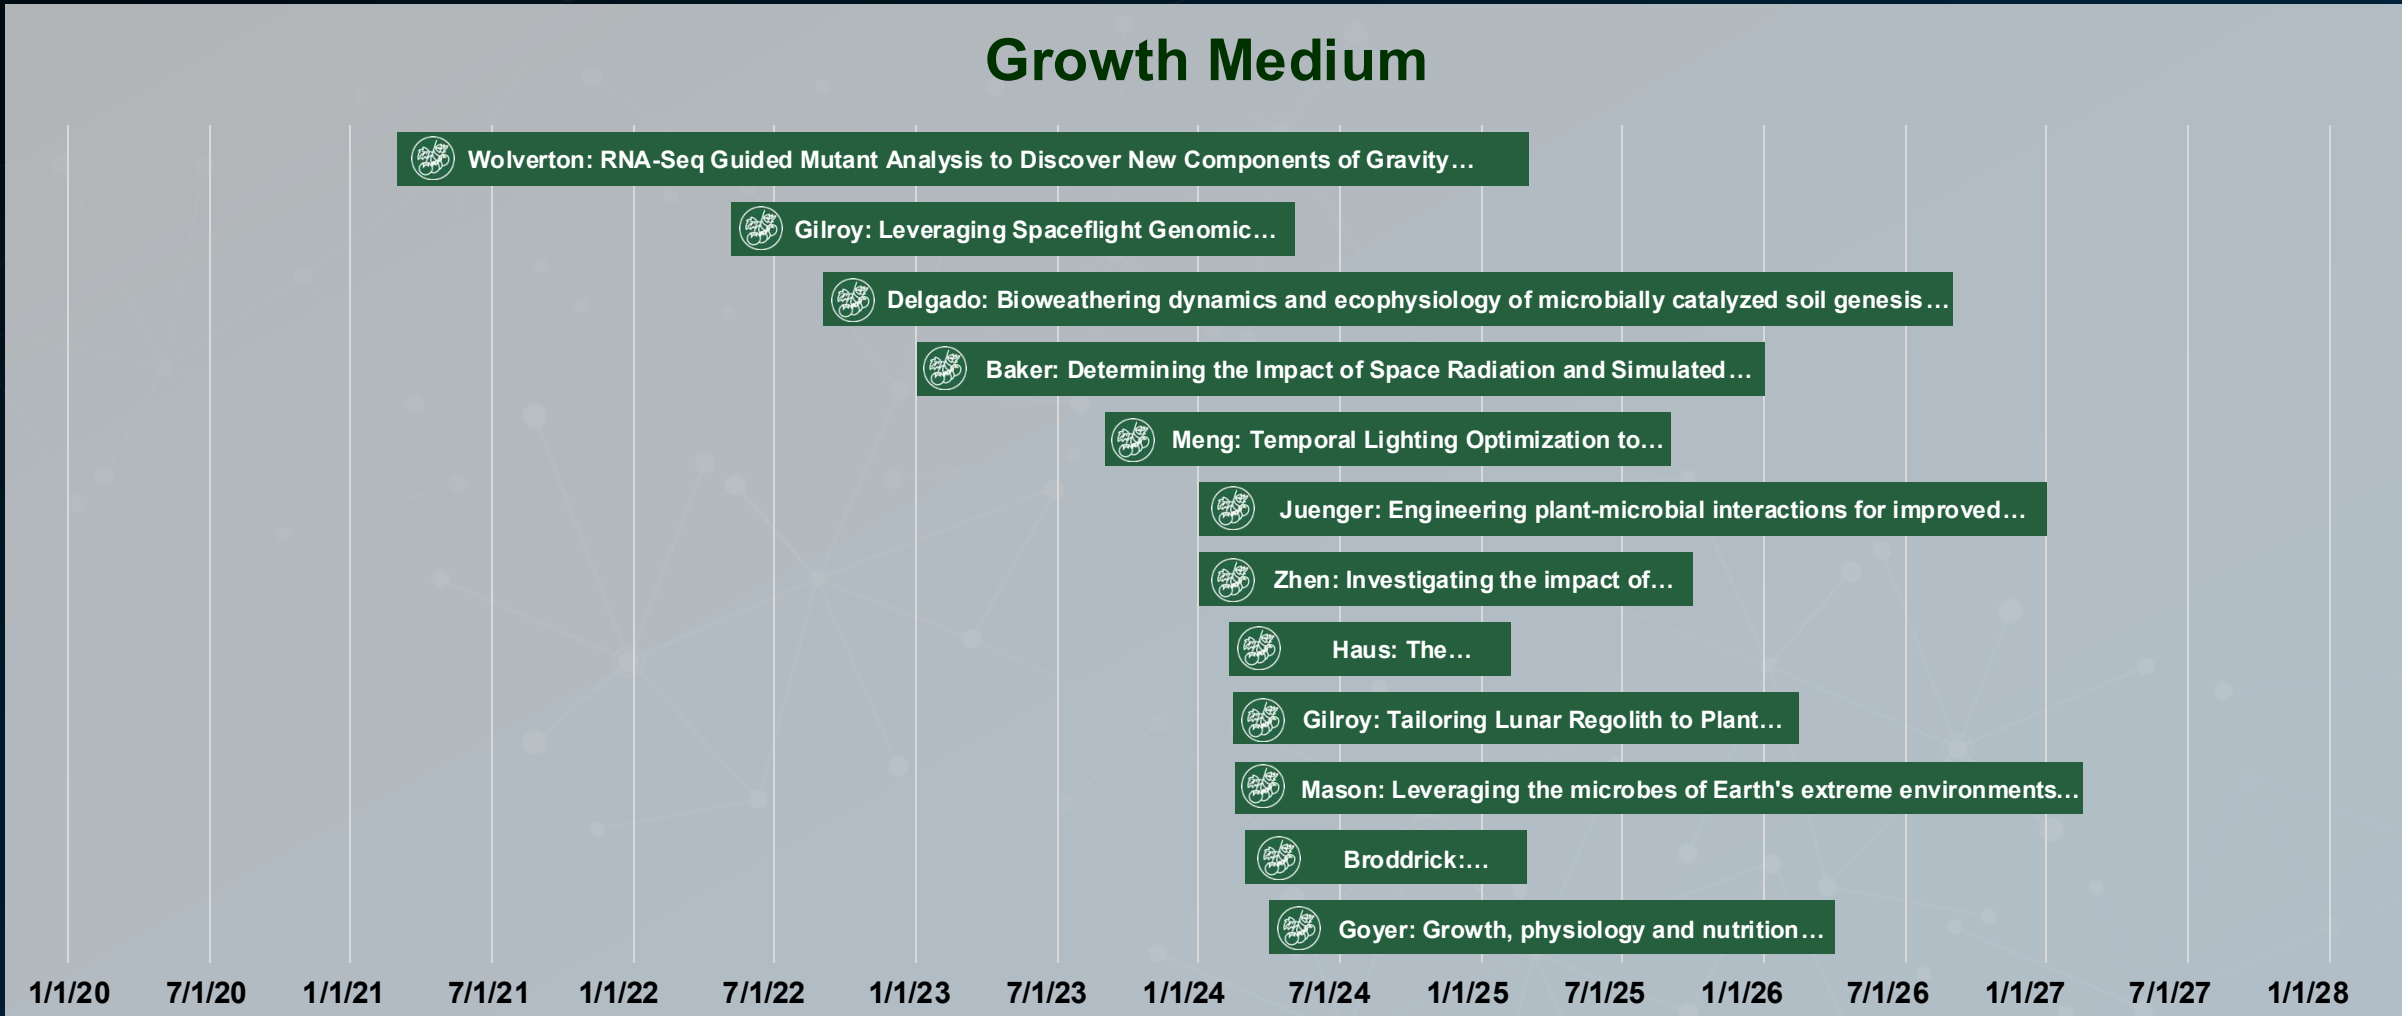 Growth Medium
Wolverton: RNA-Seq Guided Mutant Analysis to Discover New Components of Gravity…
Gilroy: Leveraging Spaceflight Genomic…
Delgado: Bioweathering dynamics and ecophysiology of microbially catalyzed soil genesis…
Baker: Determining the Impact of Space Radiation and Simulated…
Meng: Temporal Lighting Optimization to…
Juenger: Engineering plant-microbial interactions for improved…
Zhen: Investigating the impact of…
Haus: The…
Gilroy: Tailoring Lunar Regolith to Plant…
Mason: Leveraging the microbes of Earth's extreme environments…
Broddrick:…
Goyer: Growth, physiology and nutrition…
1/1/20 7/1/20 1/1/21 7/1/21 1/1/22 7/1/22 1/1/23 7/1/23 1/1/24 7/1/24 1/1/25 7/1/25 1/1/26 7/1/26 1/1/27 7/1/27 1/1/28